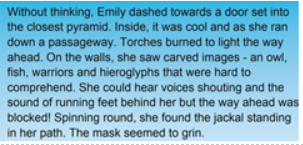 Without thinking, Emily dashed towards a door set into
the closest pyramid. Inside, it was cool and as she ran
down a passageway. Torches burned to light the way
ahead. On the walls, she saw carved images - an owl,
fish, warriors and hieroglyphs that were hard to
comprehend. She could hear voices shouting and the
sound of running feet behind her but the way ahead was
blocked! Spinning round, she found the jackal standing
in her path. The mask seemed to grin.